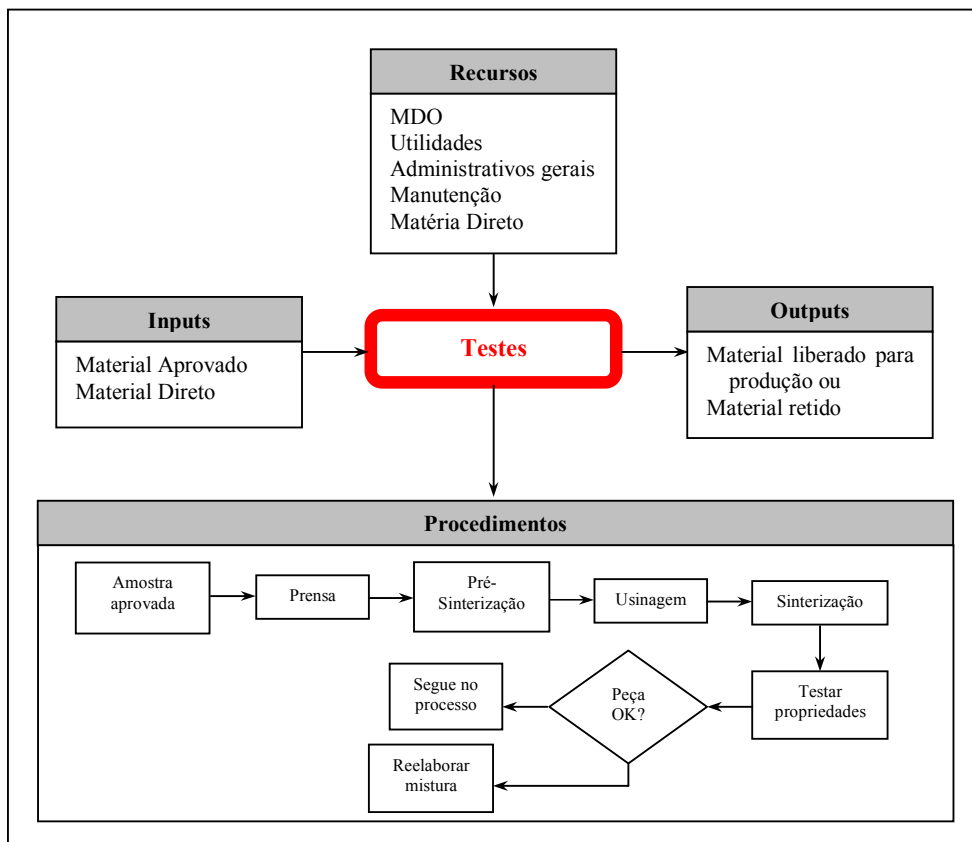 Recursos
MDO
Utilidades
Administrativos gerais
Manutenção
Matéria Direto
Inputs
Material Aprovado
Material Direto
Testes
Outputs
Material liberado para
produção ou
Material retido
Procedimentos
Amostra
aprovada
Prensa
Pré-
Sinterização
Usinagem
Sinterização
Segue no
processo
Peça
OK?
Testar
propriedades
Reelaborar
mistura